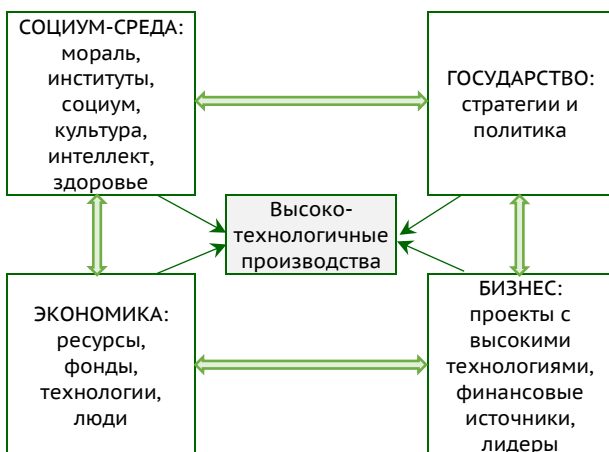 СОЦИУМ-СРЕДА:
мораль,
институты,
социум,
культура,
интеллект,
здоровье
ГОСУДАРСТВО:
стратегии и
политика
Высоко-
технологичные
производства
ЭКОНОМИКА:
ресурсы,
фонды,
технологии,
люди
БИЗНЕС:
проекты с
высокими
технологиями,
финансовые
источники,
лидеры